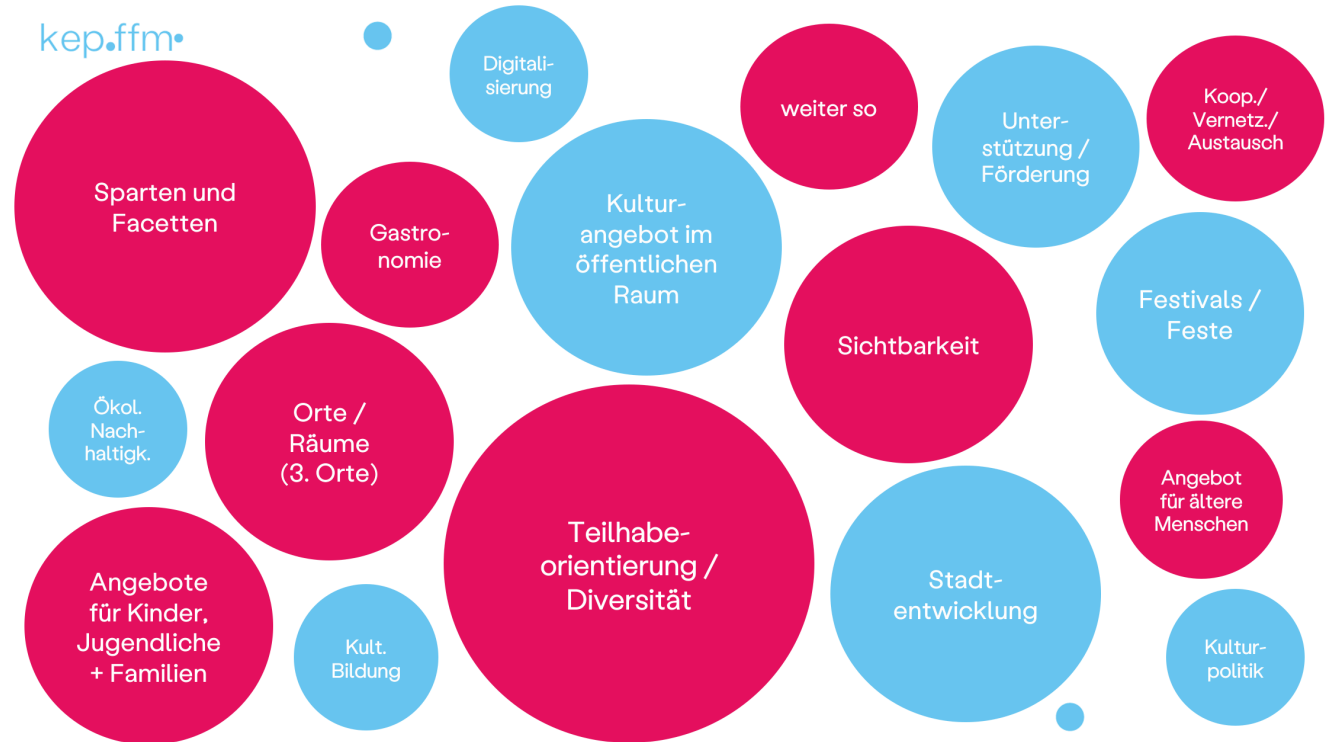 kep.ffm
Digitali-
sierung
weiter so
Unter-
stützung /
Förderung
Koop./
Vernetz./
Austausch
Sparten und
Facetten
Gastro-
nomie
Kultur-
angebot im
öffentlichen
Raum
Sichtbarkeit
Festivals /
Feste
Ökol.
Nach-
haltigk.
Orte /
Räume
(3. Orte)
Teilhabe-
orientierung /
Diversität
Stadt-
entwicklung
Angebot
für ältere
Menschen
Angebote
für Kinder,
Jugendliche
+ Familien
Kult.
Bildung
Kultur-
politik